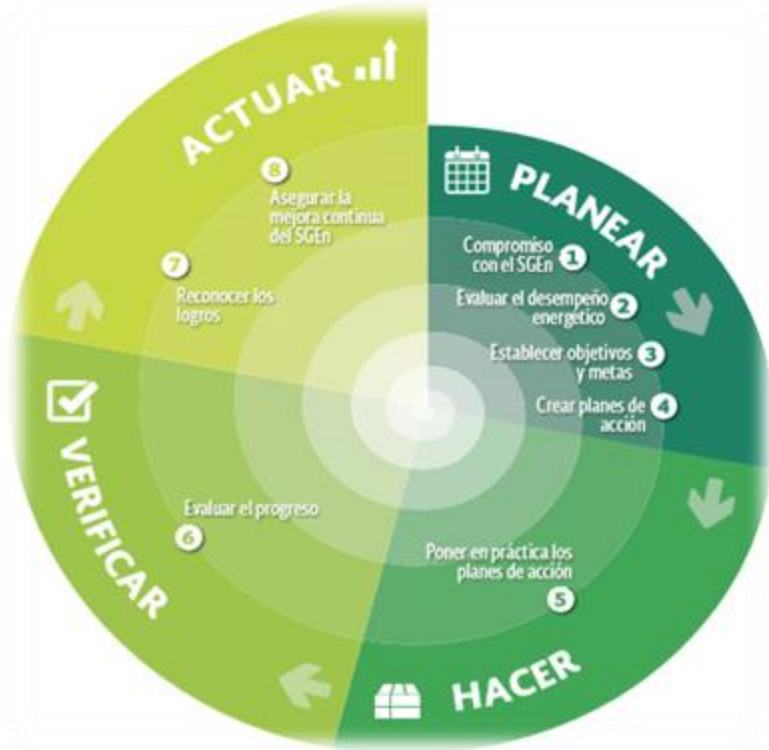 PLANEAR
1
Compromiso
con el SGEn
2
Evaluar el desempeño
energético
3
Establecer objetivos
y metas
4
Crear planes de
acción
HACER
Poner en práctica los
planes de acción
5
VERIFICAR
Evaluar el progreso
6
ACTUAR
7
Reconocer los
logros
8
Asegurar la
mejora continua
del SGEn